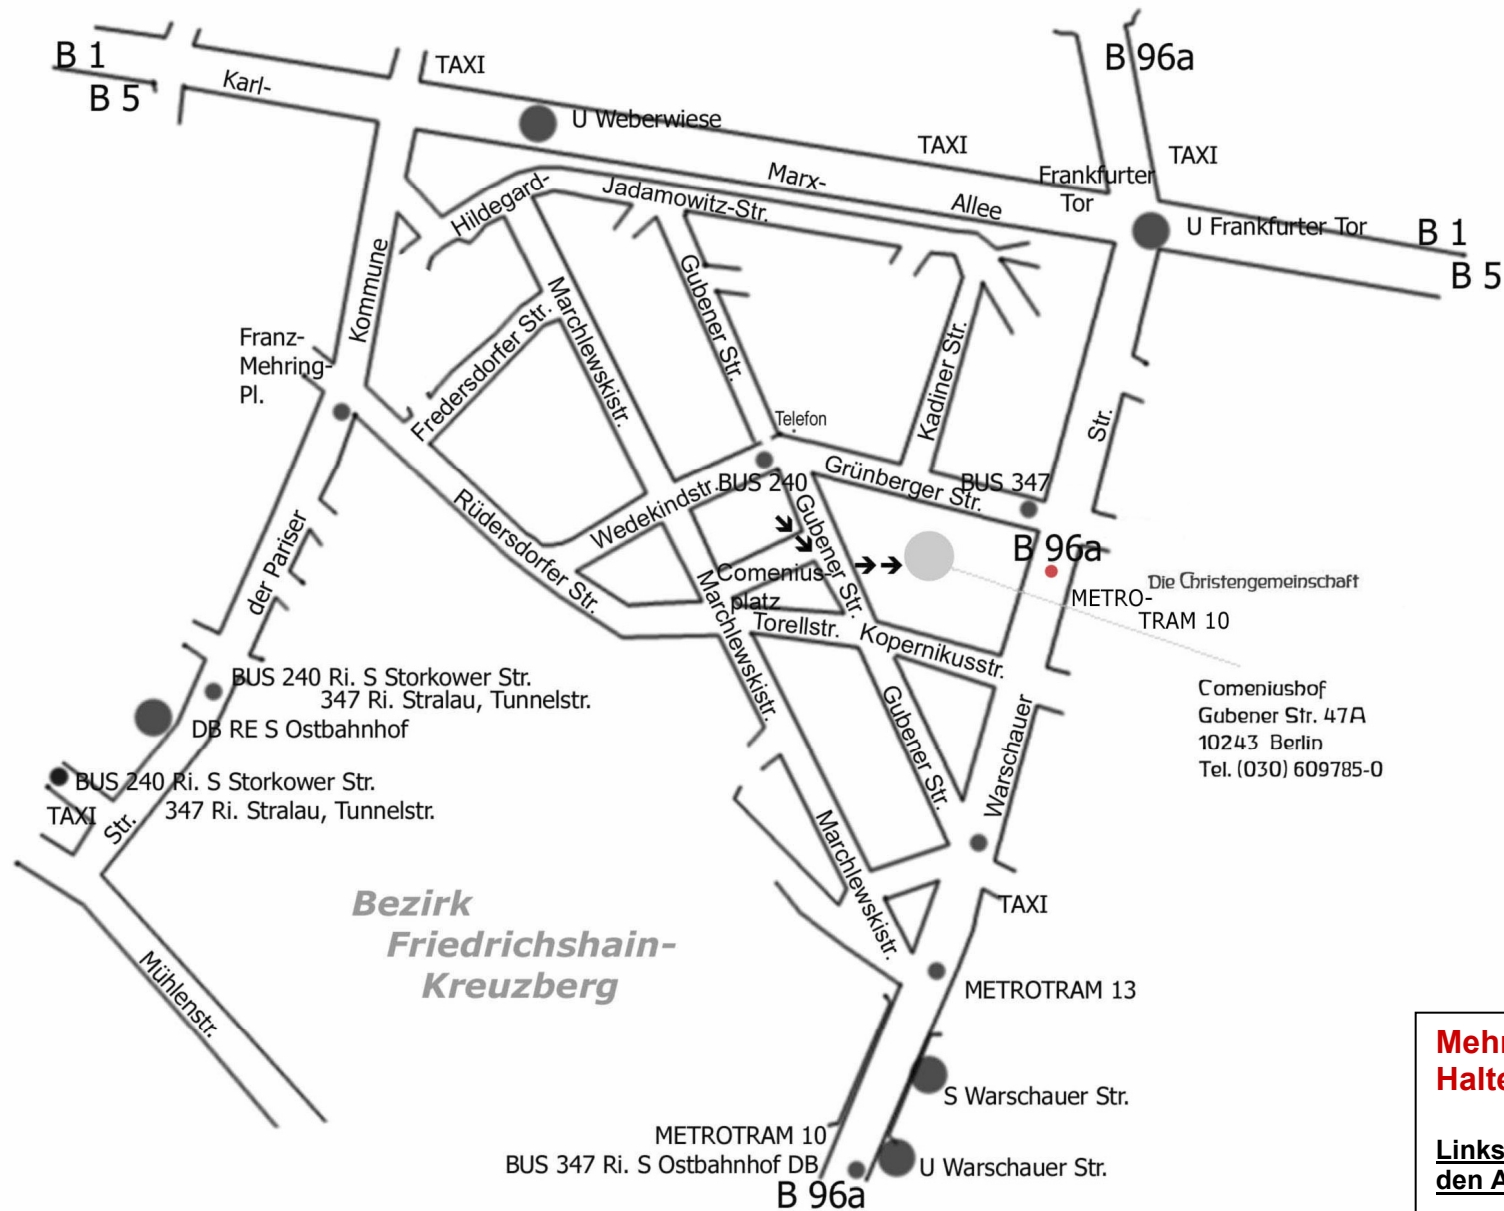 B 1
B 5
Karl-
TAXI
U Weberwiese
TAXI
B 96a
TAXI
Marx-
Allee
Frankfurter
Tor
U Frankfurter Tor
B 1
B 5
Hildegard-
Jadamowitz-Str.
Kommune
Franz-
Mehring-
Pl.
Fredersdorfer Str.
Marchlewskistr.
Gubener Str.
Kadiner Str.
Str.
Telefon
BUS 240
Grünberger Str.
BUS 347
Rüdersdorfer Str.
Wedekindstr.
Gubener Str.
B 96a
METRO-
TRAM 10
Die Christengemeinschaft
Comenius-
platz
Marchlewskistr.
Torellstr.
Kopernikusstr.
der Pariser
BUS 240 Ri. S Storkower Str.
347 Ri. Stralau, Tunnelstr.
DB RE S Ostbahnhof
BUS 240 Ri. S Storkower Str.
347 Ri. Stralau, Tunnelstr.
TAXI
Str.
Gubener Str.
Warschauer
Comeniushof
Gubener Str. 47A
10243 Berlin
Tel. (030) 609785-0
Marchlewskistr.
TAXI
Bezirk
Friedrichshain-
Kreuzberg
Mühlenstr.
METROTRAM 13
S Warschauer Str.
METROTRAM 10
BUS 347 Ri. S Ostbahnhof DB
U Warschauer Str.
B 96a
Links
den A